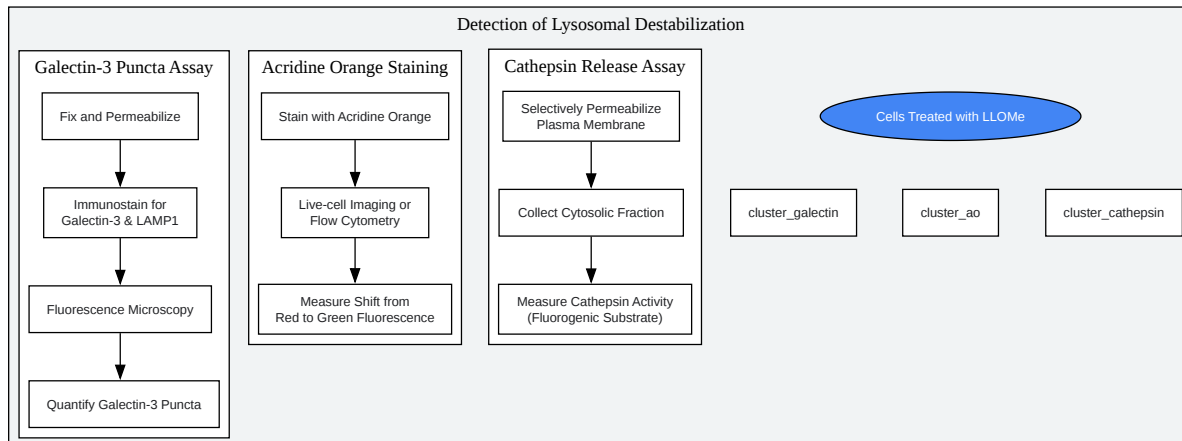 Detection of Lysosomal Destabilization
Galectin-3 Puncta Assay
Fix and Permeabilize
Immunostain for
Galectin-3 & LAMP1
Fluorescence Microscopy
Quantify Galectin-3 Puncta
Acridine Orange Staining
Stain with Acridine Orange
Live-cell Imaging or
Flow Cytometry
Measure Shift from
Red to Green Fluorescence
Cathepsin Release Assay
Selectively Permeabilize
Plasma Membrane
Collect Cytosolic Fraction
Measure Cathepsin Activity
(Fluorogenic Substrate)
Cells Treated with LLOMe
cluster_galectin
cluster_ao
cluster_cathepsin